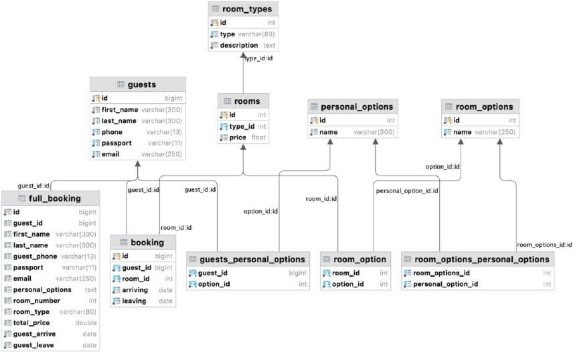 room_types
id int
type varchar(80)
description text
type_id:id
guests
id bigint
first_name varchar(300)
last_name varchar(300)
phone varchar(13)
passport varchar(11)
email varchar(250)
rooms
id int
type_id int
price float
personal_options
id int
name varchar(300)
room_options
id int
name varchar(250)
guest_id:id
guest_id:id
guest_id:id
room_id:id
option_id:id
room_id:id
option_id:id
personal_option_id:id
room_options_id:id
full_booking
id bigint
guest_id bigint
first_name varchar(300)
last_name varchar(300)
guest_phone varchar(13)
passport varchar(11)
email varchar(250)
personal_options text
room_number int
room_type varchar(80)
total_price double
guest_arrive date
guest_leave date
booking
id bigint
guest_id bigint
room_id int
arriving date
leaving date
guests_personal_options
guest_id bigint
option_id int
room_option
room_id int
option_id int
room_options_personal_options
room_options_id int
personal_option_id int